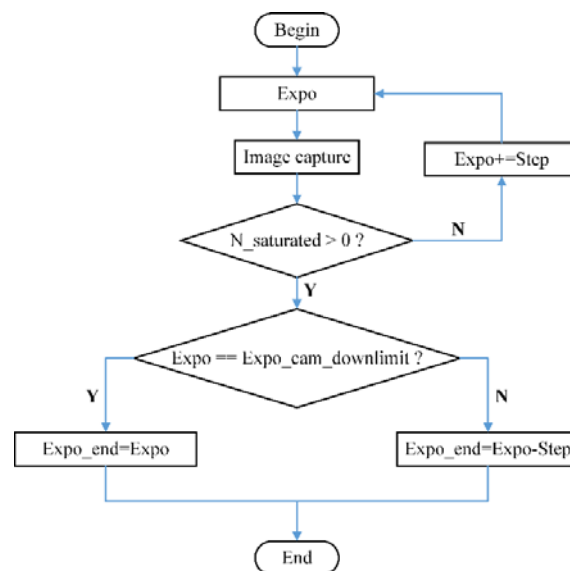 Begin
Expo
Image capture
Expo+=Step
N_saturated > 0 ?
N
Y
Expo == Expo_cam_downlimit ?
Y
N
Expo_end=Expo
Expo_end=Expo-Step
End